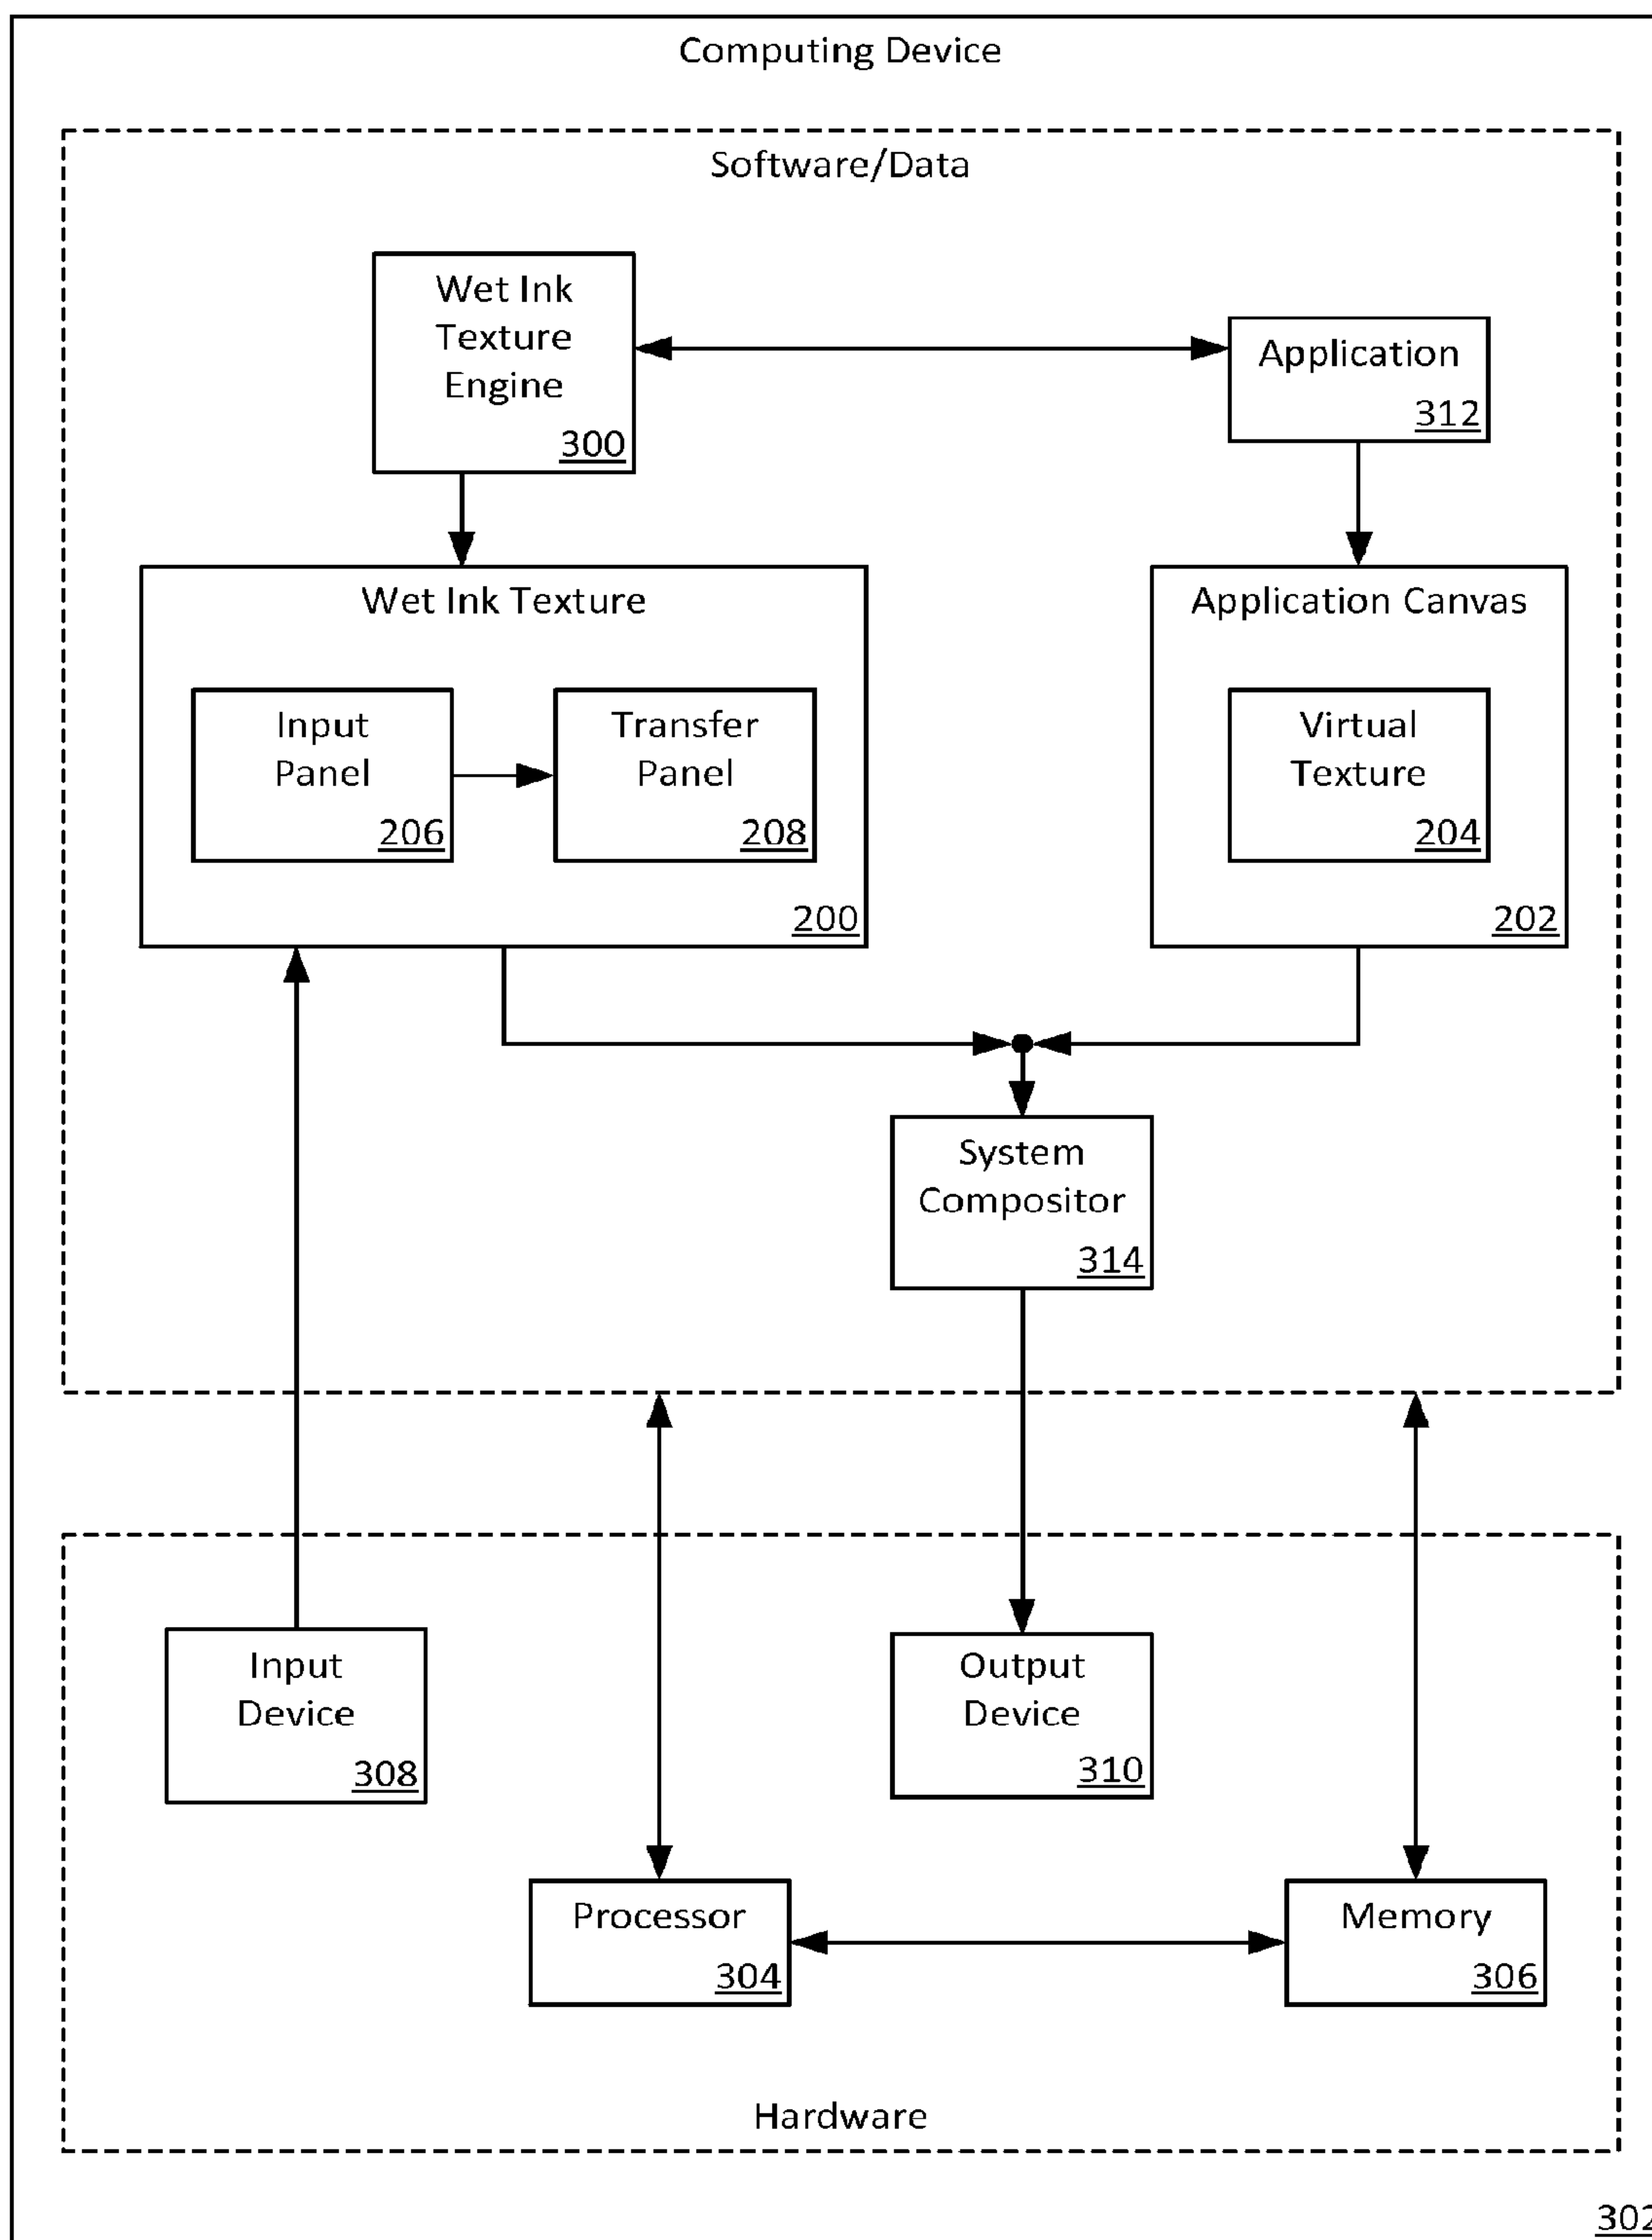 Computing Device
Software/Data
Wet Ink
Texture
Engine
300
Application
312
Wet Ink Texture
Input
Panel
206
Transfer
Panel
208
200
Application Canvas
Virtual
Texture
204
202
System
Compositor
314
Input
Device
308
Output
Device
310
Processor
304
Memory
306
Hardware
302